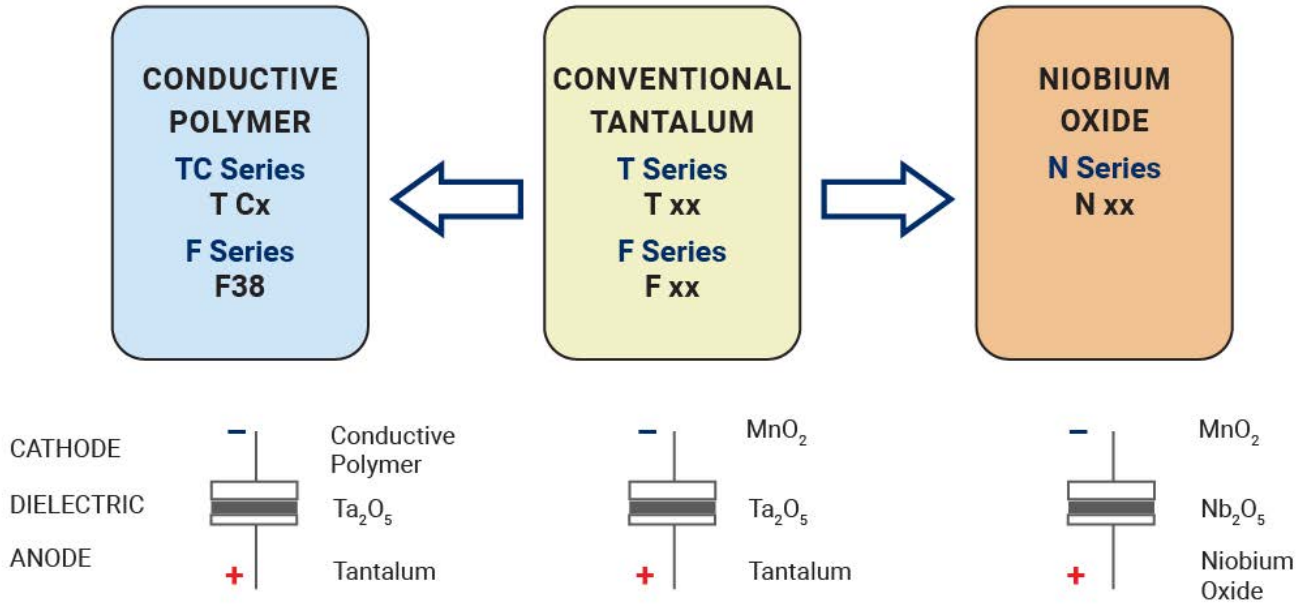 CONDUCTIVE
POLYMER
TC Series
T Cx
F Series
F38
CONVENTIONAL
TANTALUM
T Series
T xx
F Series
F xx
NIOBIUM
OXIDE
N Series
N xx
CATHODE
DIELECTRIC
ANODE
−
Conductive
Polymer
Ta₂O₅
+
Tantalum
−
MnO₂
Ta₂O₅
+
Tantalum
−
MnO₂
Nb₂O₅
+
Niobium
Oxide